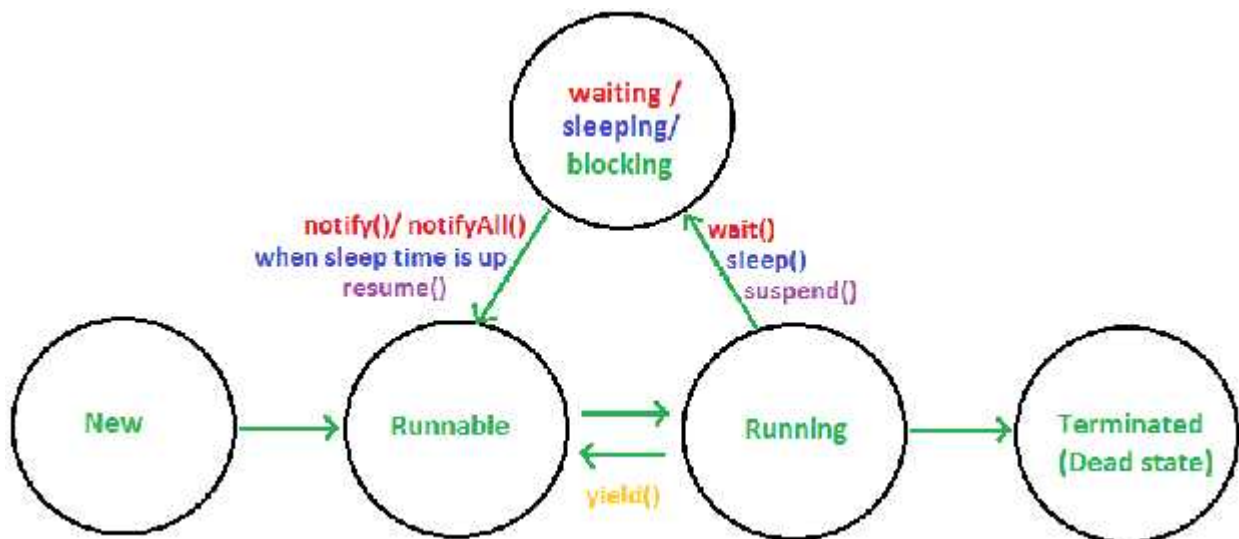 waiting /
sleeping/
blocking
notify()/ notifyAll()
when sleep time is up
resume()
wait()
sleep()
suspend()
New
Runnable
Running
Terminated
(Dead state)
yield()